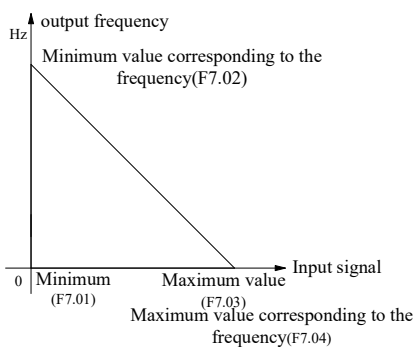 output frequency
Hz
Minimum value corresponding to the
frequency(F7.02)
Input signal
0
Minimum
(F7.01)
Maximum value
(F7.03)
Maximum value corresponding to the
frequency(F7.04)